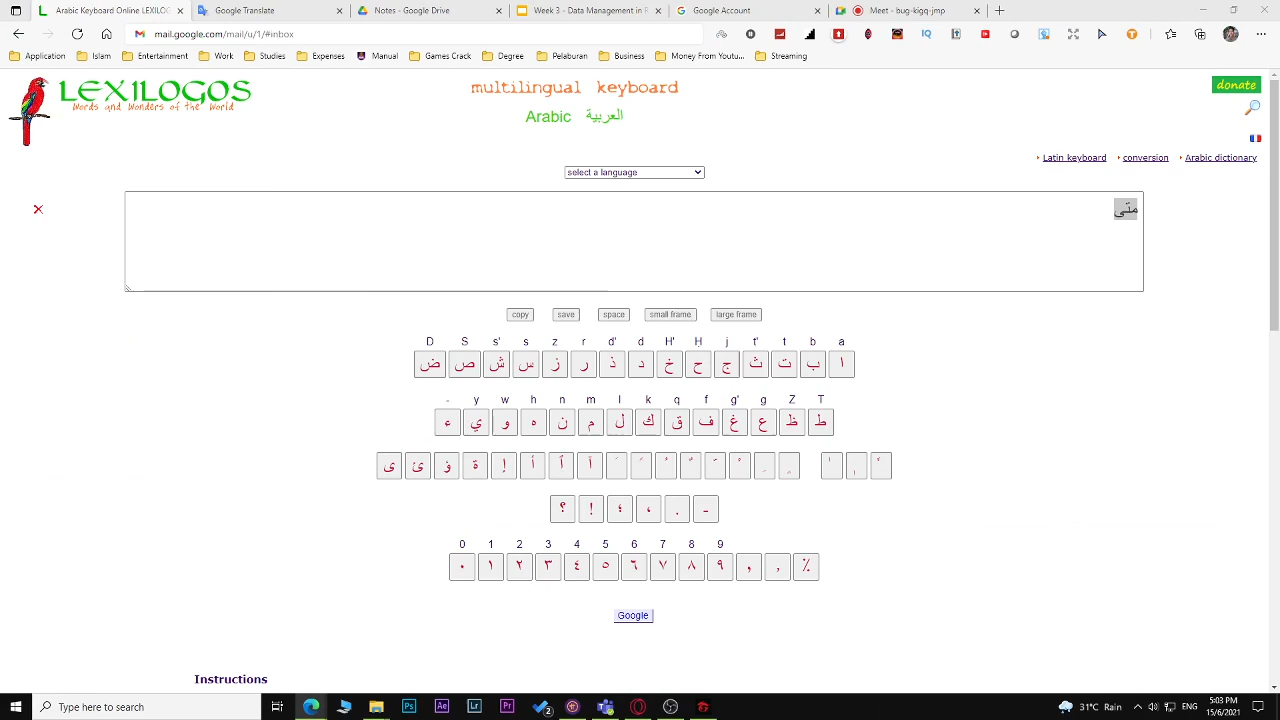 Arabic Keyboard Online LEXILOG
Google Translate
Notes - Google Drive
Week 3 - Data Management in R
Google Account
Meet - bug-kigq-jmp
mail.google.com/mail/u/1/#inbox
Application
Islam
Entertainment
Work
Studies
Expenses
Manual
Games Crack
Degree
Pelaburan
Business
Money From Youtu...
Streaming
LEXILOGOS
Words and Wonders of the World
multilingual keyboard
Arabic العربية
donate
Latin keyboard
conversion
Arabic dictionary
select a language
متى
copy
save
space
small frame
large frame
D S s' s z r d' d H' H j t' t b a
ض ص ش س ز ر ذ د خ ح ج ث ت ب ا
- y w h n m l k q f g' g Z T
ء ي و ه ن م ل ك ق ف غ ع ظ ط
ى ئ ؤ ة إ أ ٱ آ
؟ ! ؛ ، . -
0 1 2 3 4 5 6 7 8 9
٠ ١ ٢ ٣ ٤ ٥ ٦ ٧ ٨ ٩ , , ٪
Google
Instructions
Type here to search
31°C Rain
ENG
5:03 PM
15/6/2021